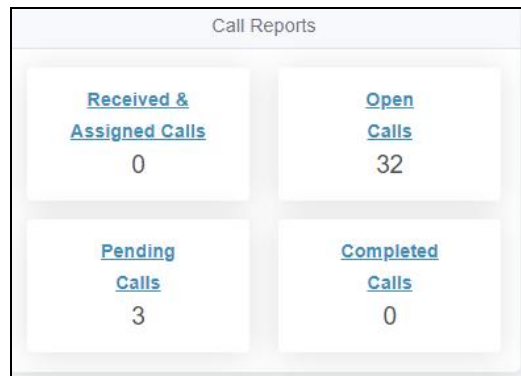 Call Reports
Received &
Assigned Calls
0
Open
Calls
32
Pending
Calls
3
Completed
Calls
0